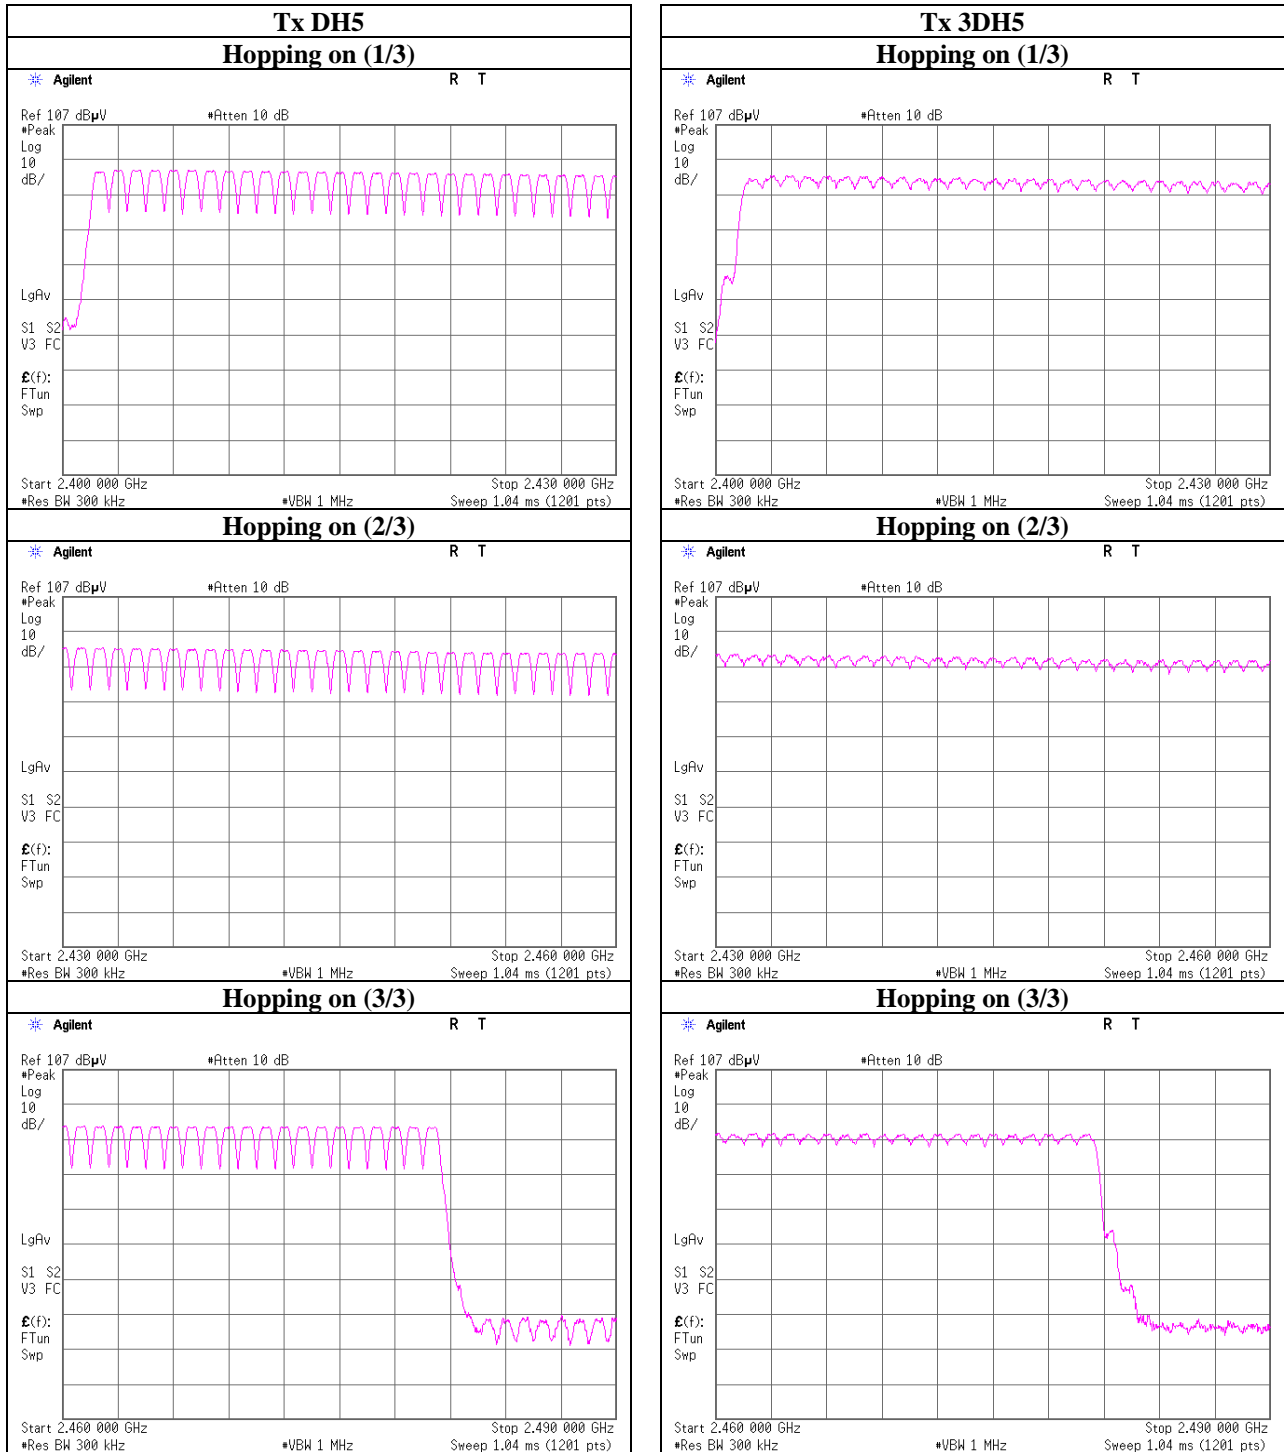 Tx DH5
Hopping on (1/3)
Agilent R T
Ref 107 dBµV #Atten 10 dB
#Peak
Log
10
dB/
LgAv
S1 S2
V3 FC
£(f):
FTun
Swp
Start 2.400 000 GHz Stop 2.430 000 GHz
#Res BW 300 kHz #VBW 1 MHz Sweep 1.04 ms (1201 pts)
Hopping on (2/3)
Agilent R T
Ref 107 dBµV #Atten 10 dB
#Peak
Log
10
dB/
LgAv
S1 S2
V3 FC
£(f):
FTun
Swp
Start 2.430 000 GHz Stop 2.460 000 GHz
#Res BW 300 kHz #VBW 1 MHz Sweep 1.04 ms (1201 pts)
Hopping on (3/3)
Agilent R T
Ref 107 dBµV #Atten 10 dB
#Peak
Log
10
dB/
LgAv
S1 S2
V3 FC
£(f):
FTun
Swp
Start 2.460 000 GHz Stop 2.490 000 GHz
#Res BW 300 kHz #VBW 1 MHz Sweep 1.04 ms (1201 pts)
Tx 3DH5
Hopping on (1/3)
Agilent R T
Ref 107 dBµV #Atten 10 dB
#Peak
Log
10
dB/
LgAv
S1 S2
V3 FC
£(f):
FTun
Swp
Start 2.400 000 GHz Stop 2.430 000 GHz
#Res BW 300 kHz #VBW 1 MHz Sweep 1.04 ms (1201 pts)
Hopping on (2/3)
Agilent R T
Ref 107 dBµV #Atten 10 dB
#Peak
Log
10
dB/
LgAv
S1 S2
V3 FC
£(f):
FTun
Swp
Start 2.430 000 GHz Stop 2.460 000 GHz
#Res BW 300 kHz #VBW 1 MHz Sweep 1.04 ms (1201 pts)
Hopping on (3/3)
Agilent R T
Ref 107 dBµV #Atten 10 dB
#Peak
Log
10
dB/
LgAv
S1 S2
V3 FC
£(f):
FTun
Swp
Start 2.460 000 GHz Stop 2.490 000 GHz
#Res BW 300 kHz #VBW 1 MHz Sweep 1.04 ms (1201 pts)